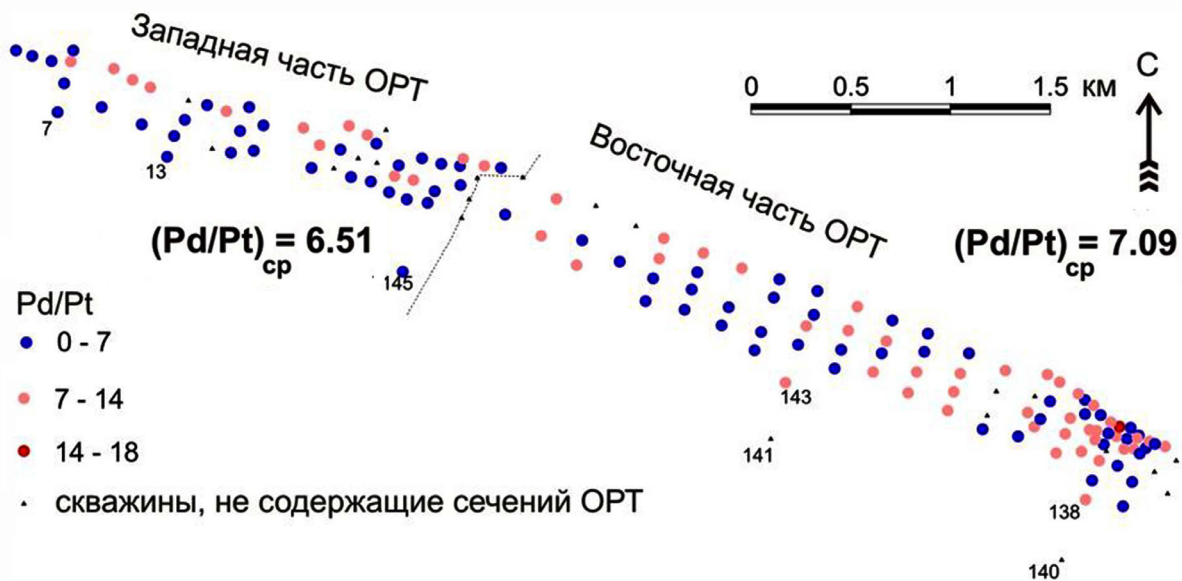 Западная часть ОРТ
0 0.5 1 1.5 км
С
7
13
Восточная часть ОРТ
(Pd/Pt)ср = 6.51
(Pd/Pt)ср = 7.09
145
Pd/Pt
0 - 7
7 - 14
14 - 18
143
141
скважины, не содержащие сечений ОРТ
138
140